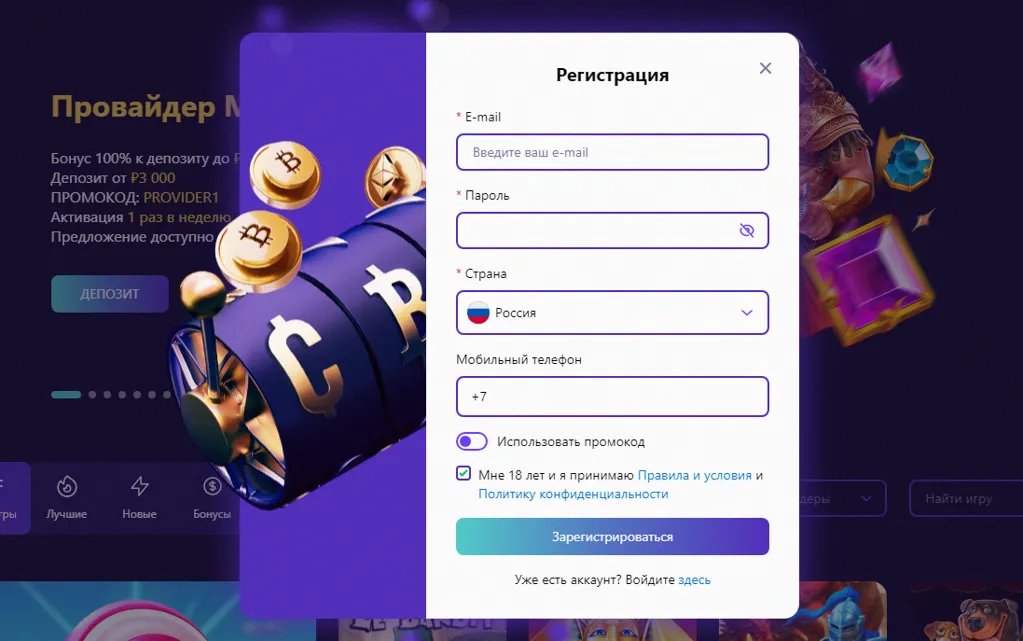 Провайдер
Бонус 100% к депозиту до
Депозит от ₽3 000
ПРОМОКОД: PROVIDER1
Активация 1 раз в неделю
Предложение доступно
ДЕПОЗИТ
Регистрация
* E-mail
Введите ваш e-mail
* Пароль
* Страна
Россия
Мобильный телефон
+7
Использовать промокод
Мне 18 лет и я принимаю Правила и условия и
Политику конфиденциальности
Зарегистрироваться
Уже есть аккаунт? Войдите здесь
Лучшие
Новые
Бонусы
Найти игру